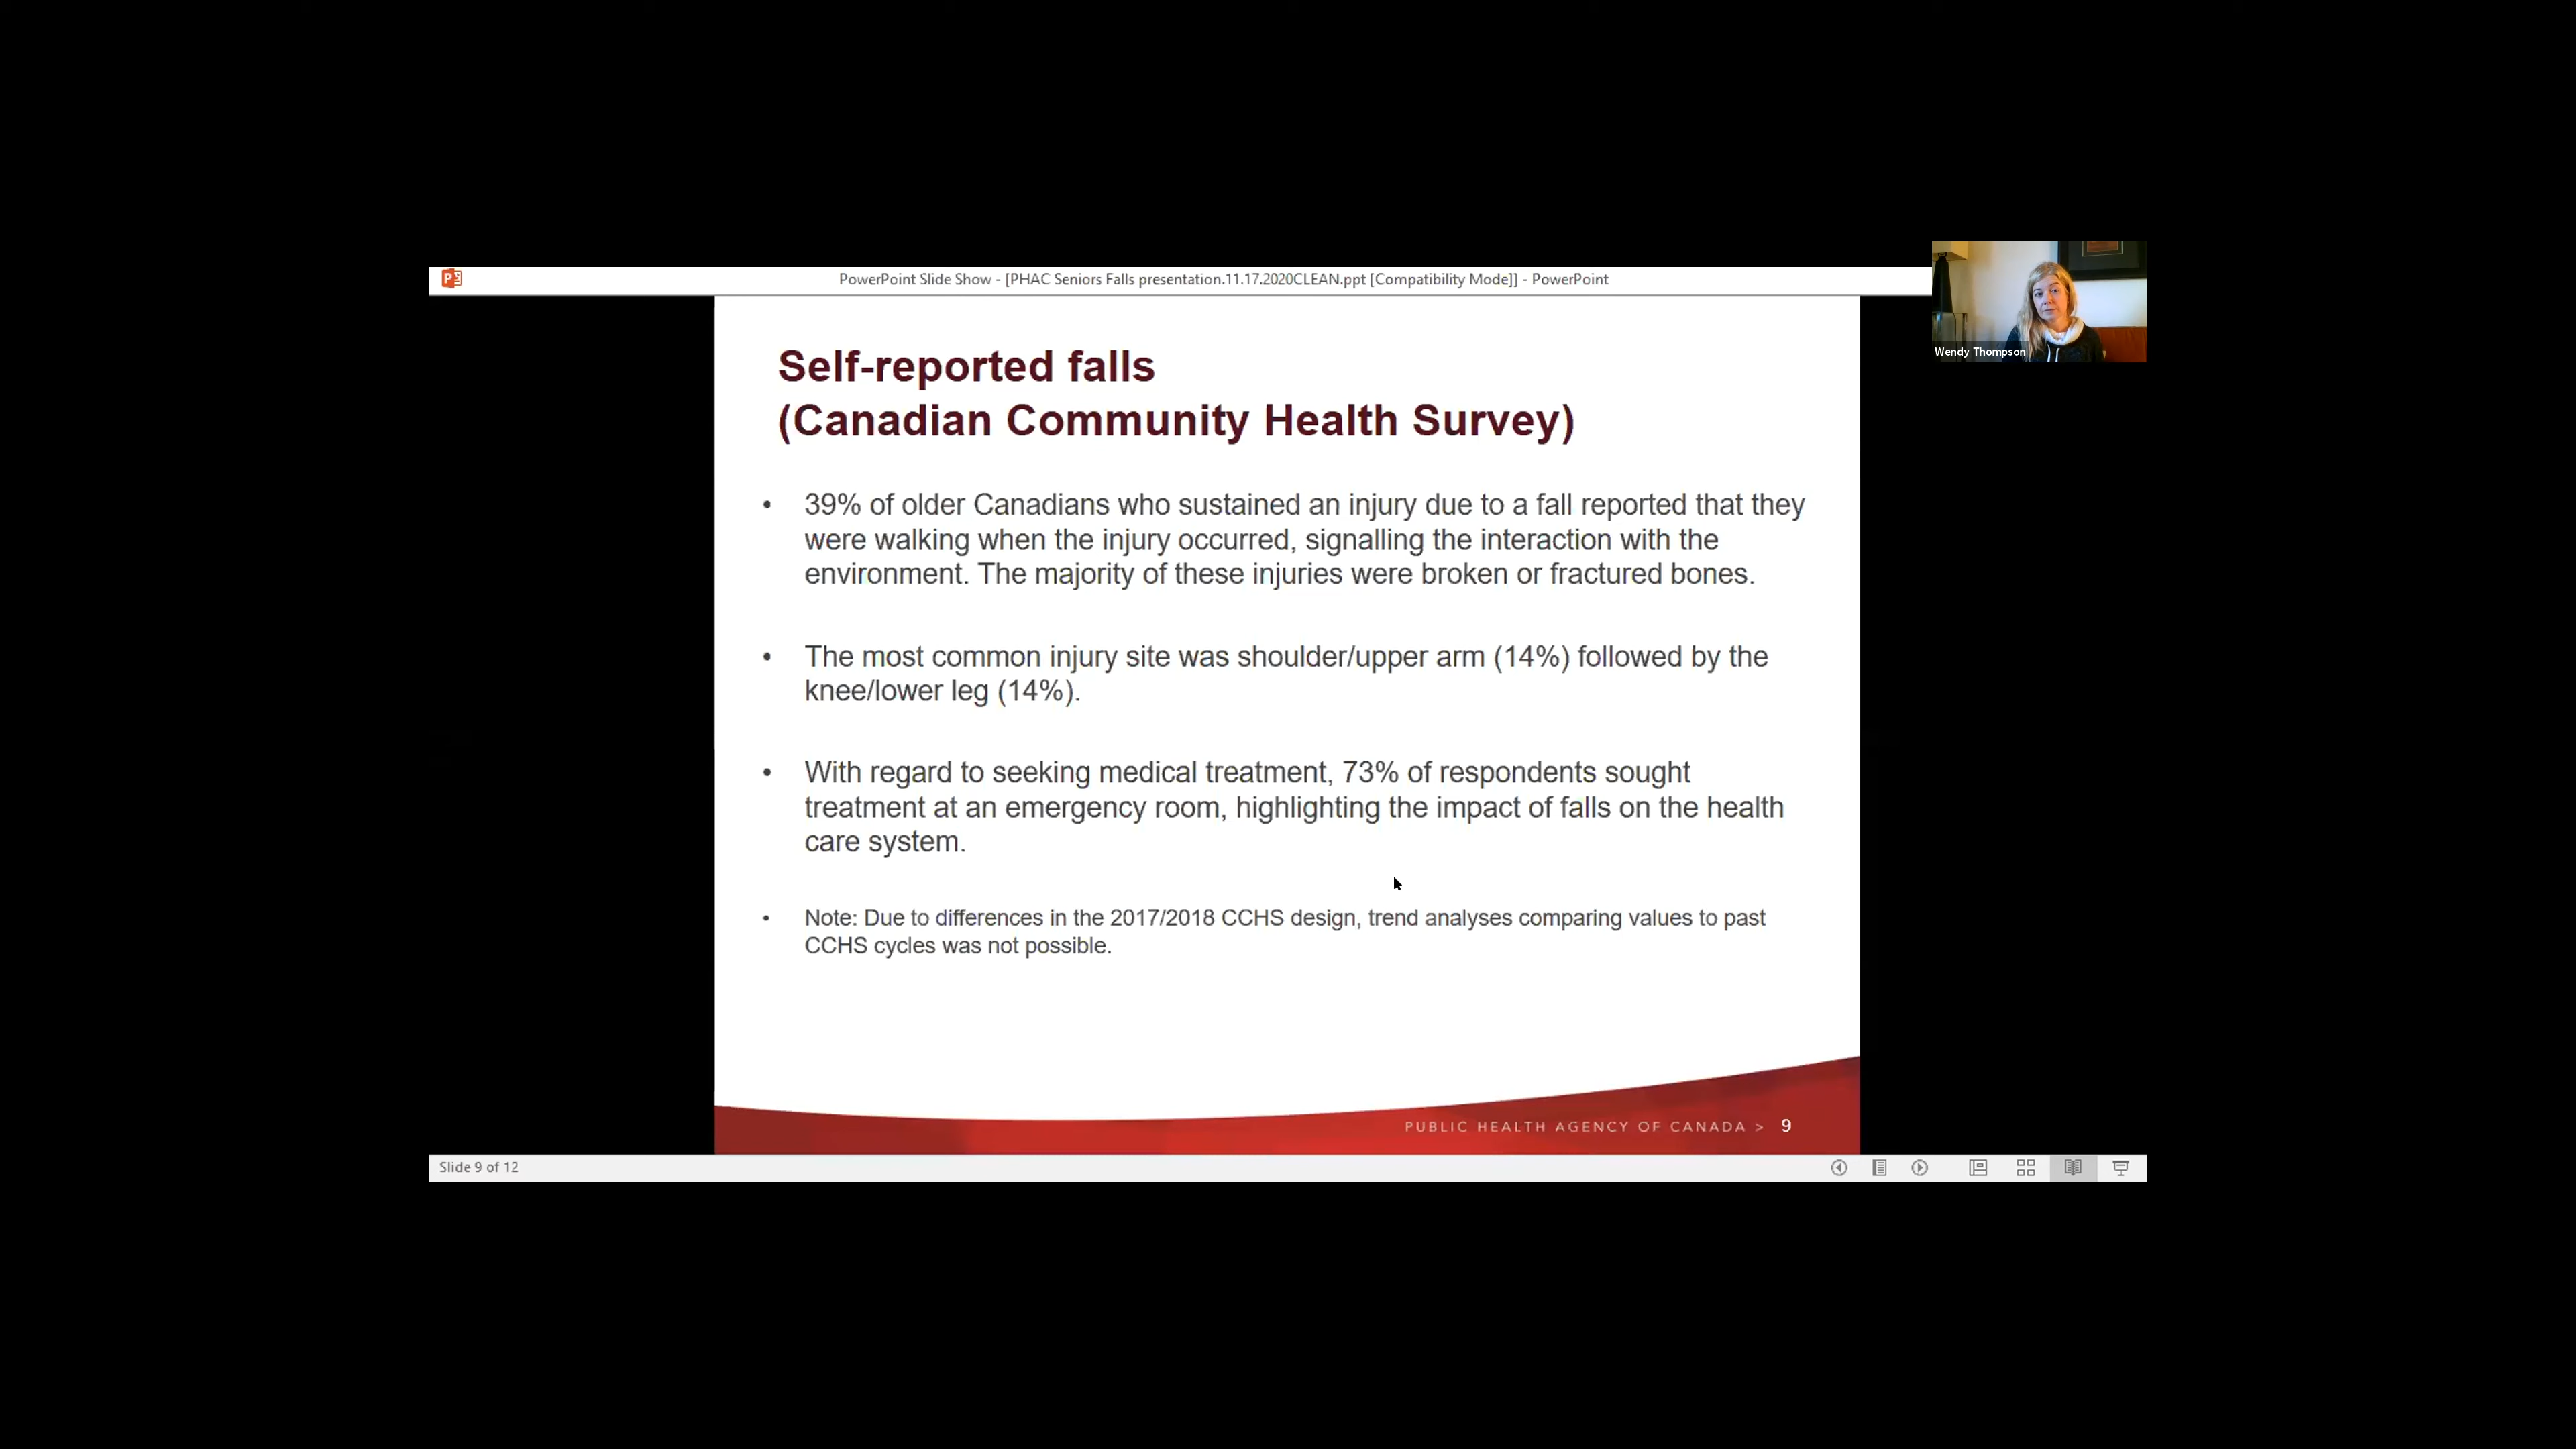 PowerPoint Slide Show - [PHAC Seniors Falls presentation.11.17.2020CLEAN.ppt [Compatibility Mode]] - PowerPoint
Wendy Thompson
Self-reported falls
(Canadian Community Health Survey)
• 39% of older Canadians who sustained an injury due to a fall reported that they
were walking when the injury occurred, signalling the interaction with the
environment. The majority of these injuries were broken or fractured bones.
• The most common injury site was shoulder/upper arm (14%) followed by the
knee/lower leg (14%).
• With regard to seeking medical treatment, 73% of respondents sought
treatment at an emergency room, highlighting the impact of falls on the health
care system.
• Note: Due to differences in the 2017/2018 CCHS design, trend analyses comparing values to past
CCHS cycles was not possible.
PUBLIC HEALTH AGENCY OF CANADA > 9
Slide 9 of 12